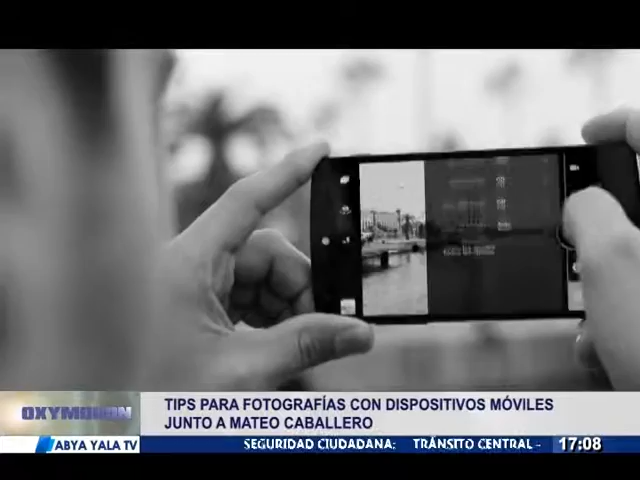 OXYMORON
TIPS PARA FOTOGRAFÍAS CON DISPOSITIVOS MÓVILES
JUNTO A MATEO CABALLERO
ABYA YALA TV
SEGURIDAD CIUDADANA: TRÁNSITO CENTRAL -
17:08